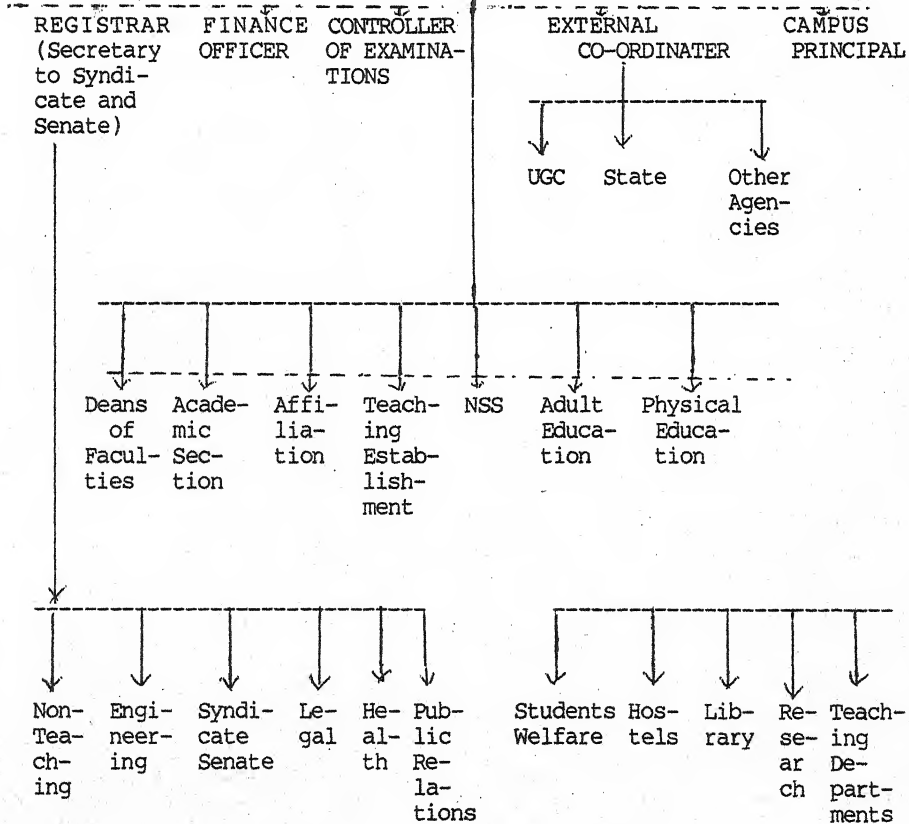 REGISTRAR
(Secretary
to Syndi-
cate and
Senate)
FINANCE
OFFICER
CONTROLLER
OF EXAMINA-
TIONS
EXTERNAL
CO-ORDINATER
CAMPUS
PRINCIPAL
UGC
State
Other
Agen-
cies
Deans
of
Facul-
ties
Acade-
mic
Sec-
tion
Affi-
lia-
tion
Teach-
ing
Estab-
lish-
ment
NSS
Adult
Educa-
tion
Physical
Educa-
tion
Non-
Tea-
ch-
ing
Engi-
neer-
ing
Syndi-
cate
Senate
Le-
gal
He-
al-
th
Pub-
lic
Re-
la-
tions
Students
Welfare
Hos-
tels
Lib-
rary
Re-
se-
ar
ch
Teach-
ing
De-
part-
ments